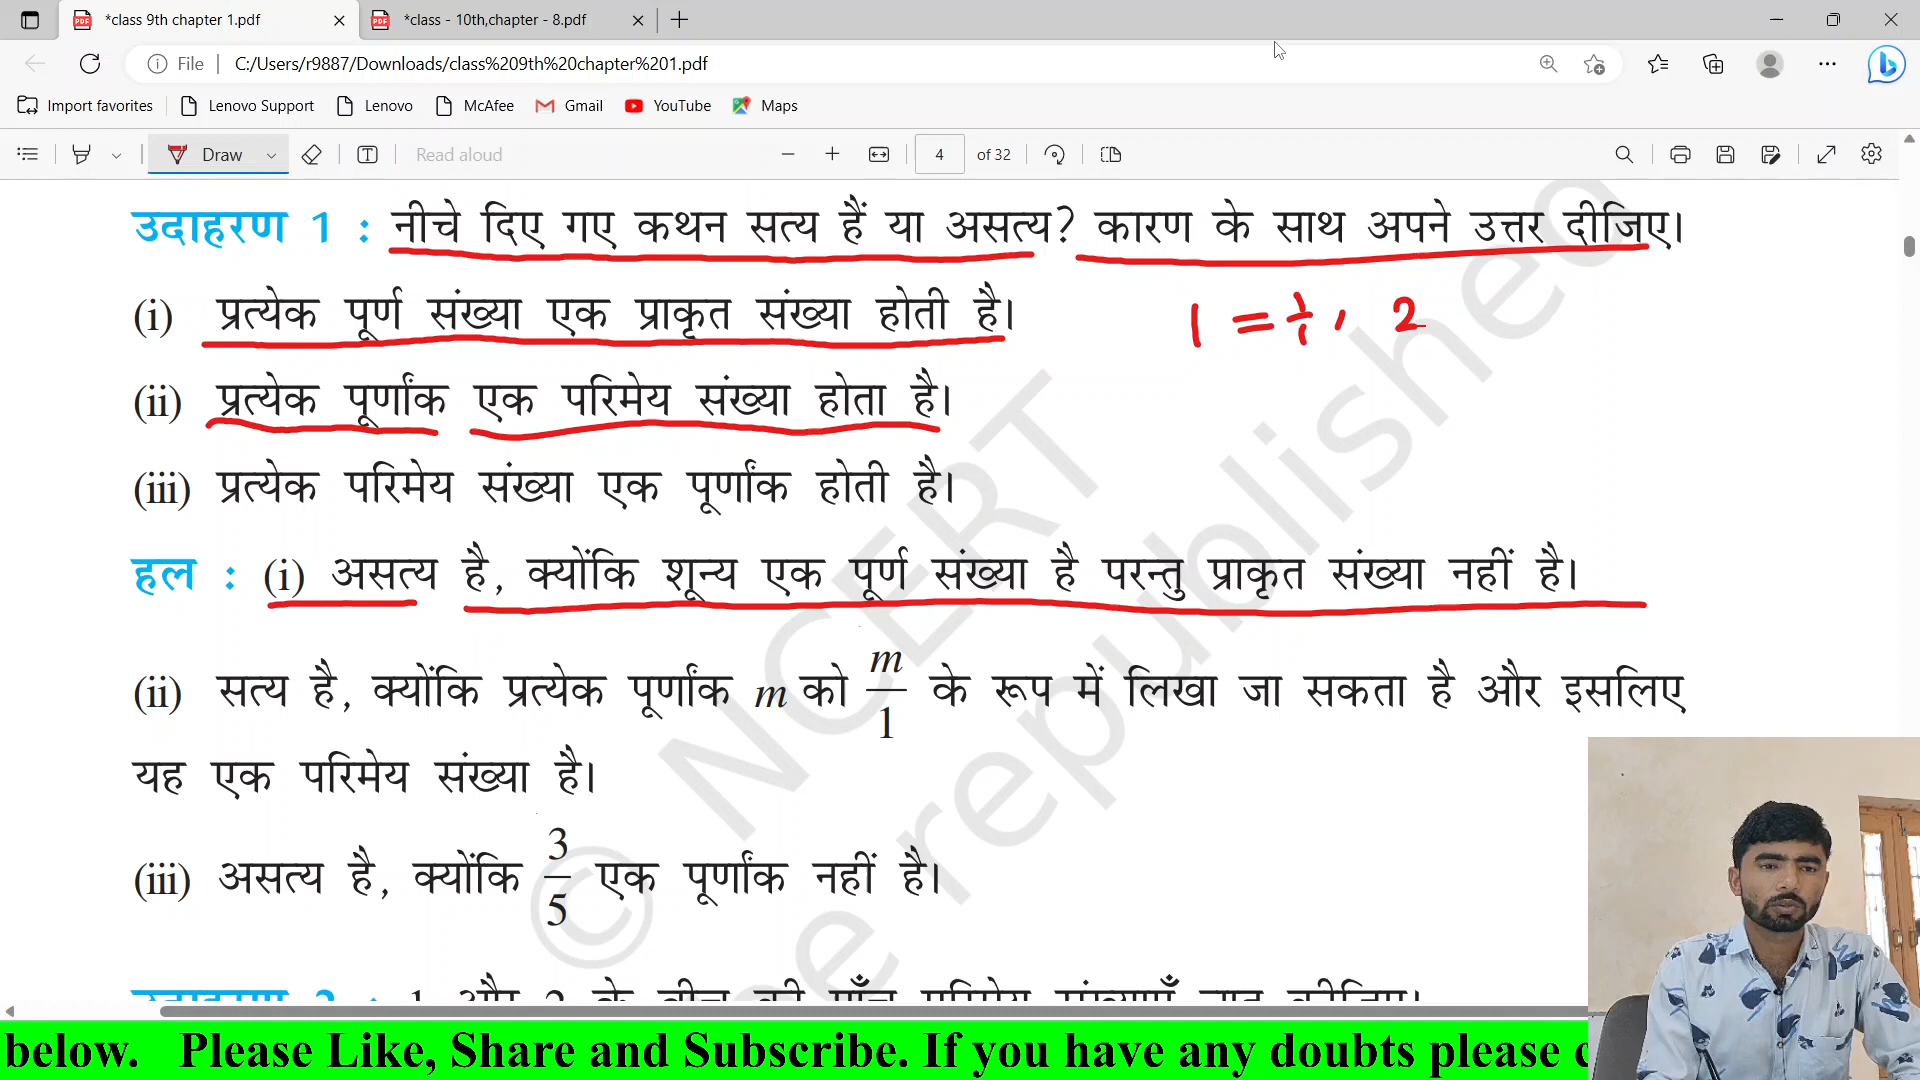 *class 9th chapter 1.pdf
*class - 10th,chapter - 8.pdf
File C:/Users/r9887/Downloads/class%209th%20chapter%201.pdf
Import favorites Lenovo Support Lenovo McAfee Gmail YouTube Maps
Draw Read aloud 4 of 32
उदाहरण 1 : नीचे दिए गए कथन सत्य हैं या असत्य? कारण के साथ अपने उत्तर दीजिए।
(i) प्रत्येक पूर्ण संख्या एक प्राकृत संख्या होती है।
1 = 1/1, 2
(ii) प्रत्येक पूर्णांक एक परिमेय संख्या होता है।
(iii) प्रत्येक परिमेय संख्या एक पूर्णांक होती है।
हल : (i) असत्य है, क्योंकि शून्य एक पूर्ण संख्या है परन्तु प्राकृत संख्या नहीं है।
(ii) सत्य है, क्योंकि प्रत्येक पूर्णांक m को m/1 के रूप में लिखा जा सकता है और इसलिए
यह एक परिमेय संख्या है।
(iii) असत्य है, क्योंकि 3/5 एक पूर्णांक नहीं है।
© NCERT
be republished
below. Please Like, Share and Subscribe. If you have any doubts please